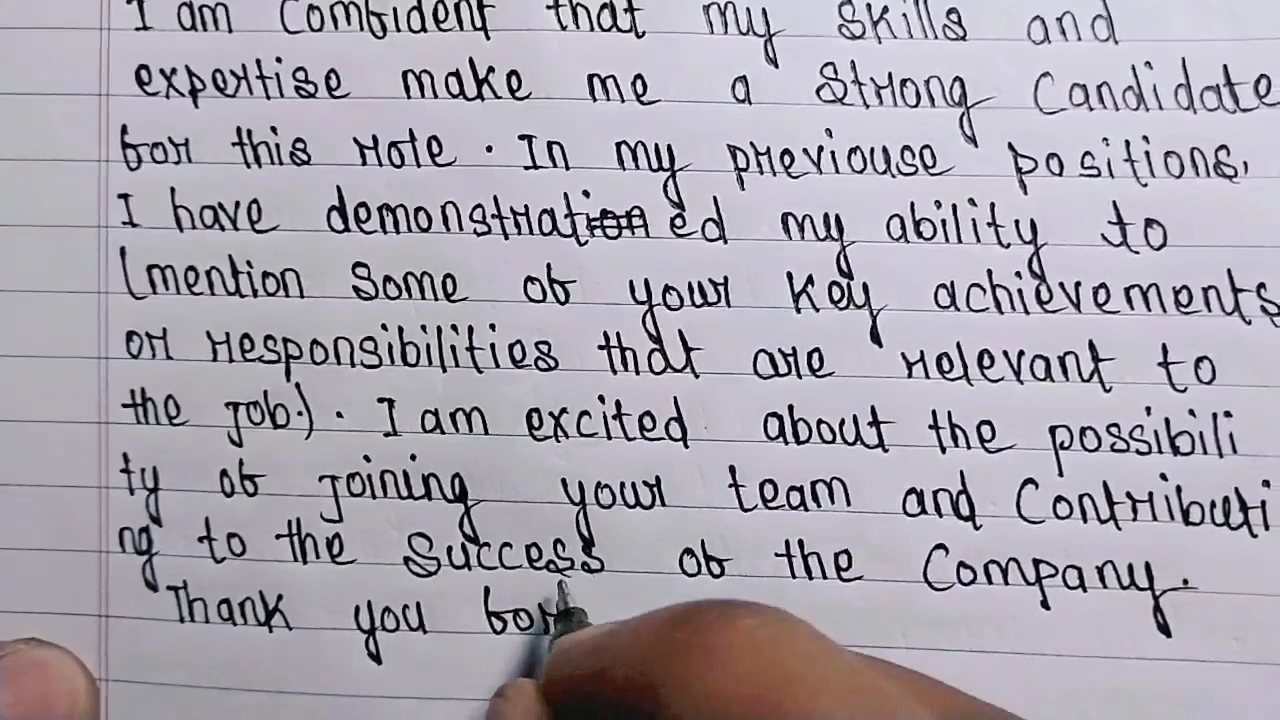 I am Confident that my Skills and
expertise make me a Strong Candidate
for this role. In my previouse positions,
I have demonstrationed my ability to
(mention Some of your Key achievements
or responsibilities that are relevant to
the Job.). I am excited about the possibili
ty of Joining your team and Contributi
ng to the Success of the Company.
Thank you for